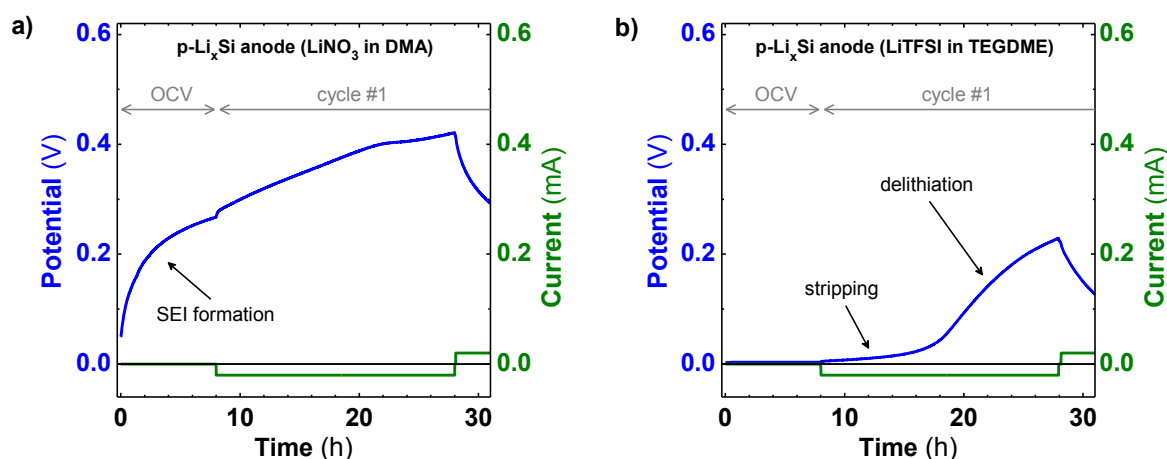 a)
p-LiₓSi anode (LiNO₃ in DMA)
OCV
cycle #1
SEI formation
Potential (V)
0.6
0.4
0.2
0.0
Current (mA)
0.6
0.4
0.2
0.0
0
10
20
30
Time (h)
b)
p-LiₓSi anode (LiTFSI in TEGDME)
OCV
cycle #1
delithiation
stripping
Potential (V)
0.6
0.4
0.2
0.0
Current (mA)
0.6
0.4
0.2
0.0
0
10
20
30
Time (h)